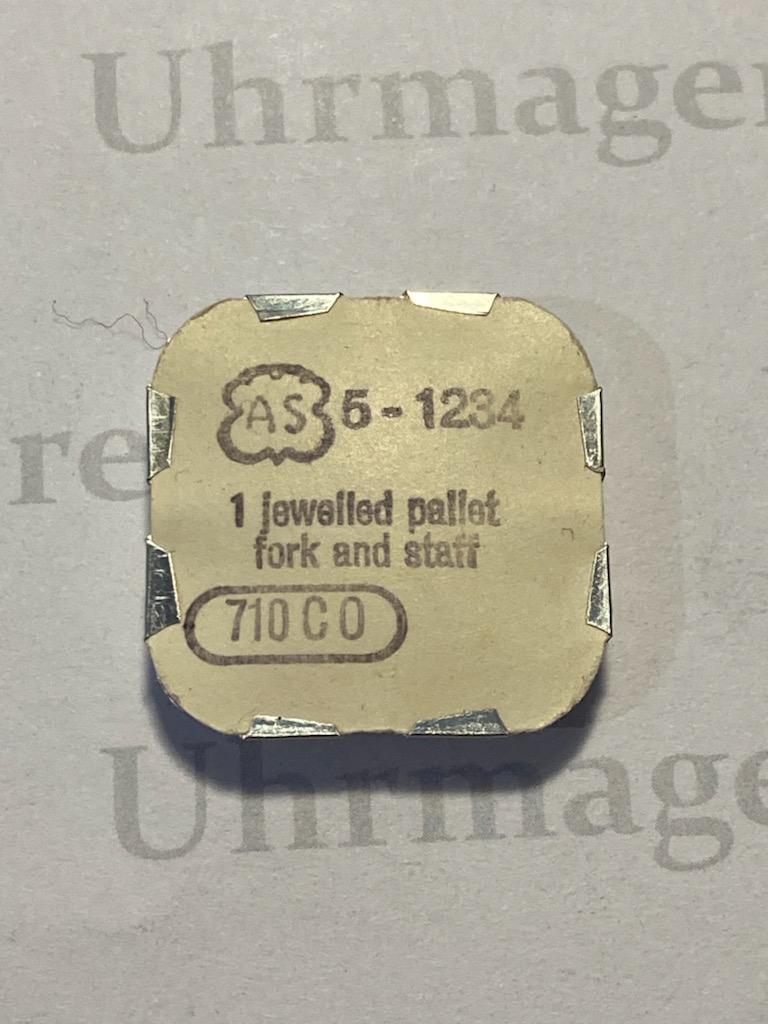 Uhrmager
re
AS 5-1234
1 jewelled pallet
fork and staff
710 C O
Uhrmage